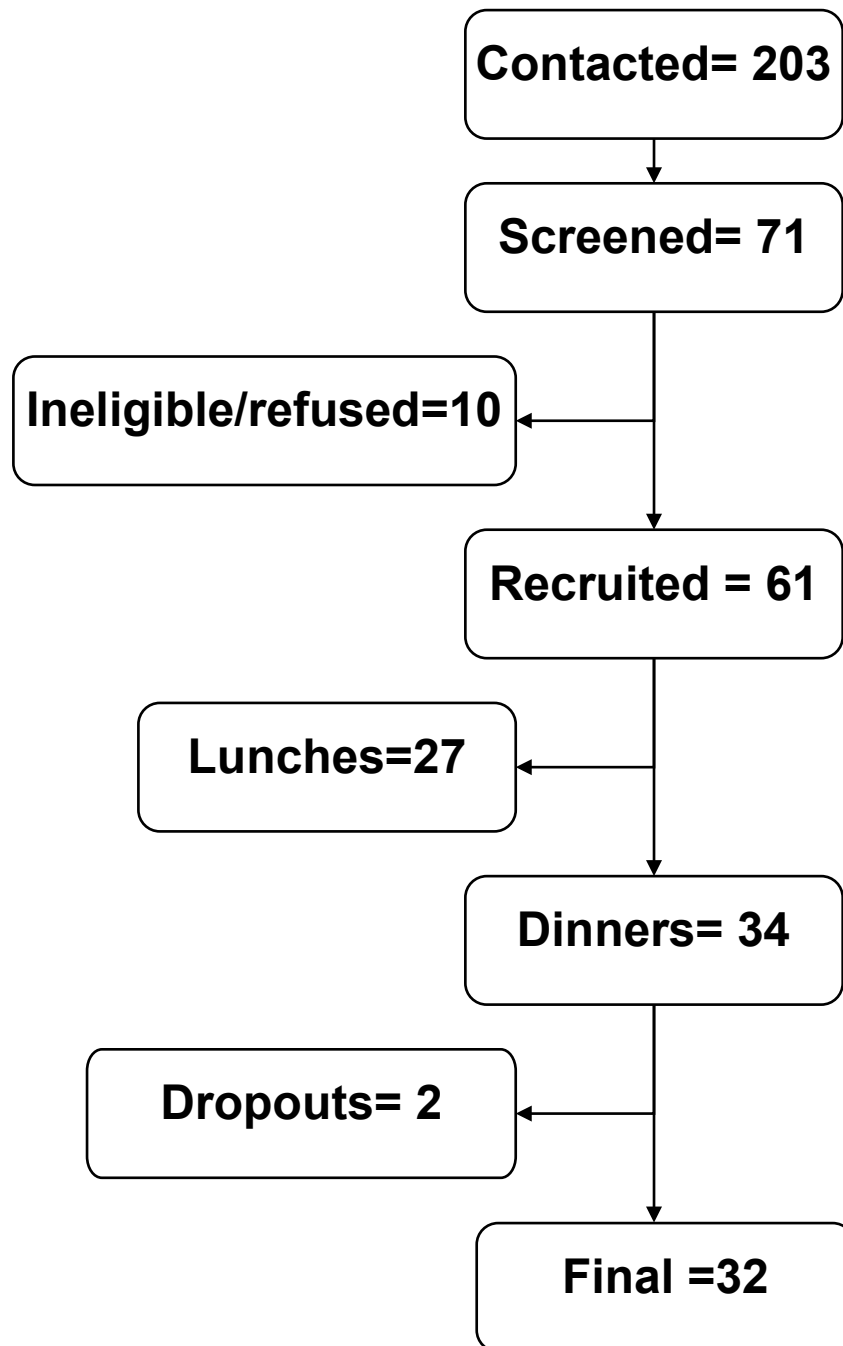 Contacted= 203
Screened= 71
Ineligible/refused=10
Recruited = 61
Lunches=27
Dinners= 34
Dropouts= 2
Final =32